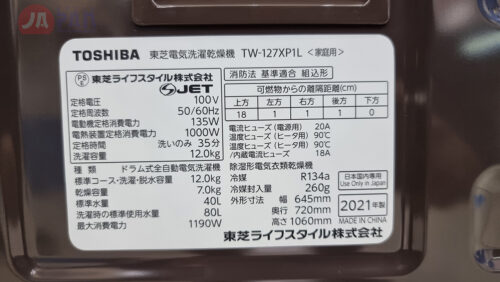 TOSHIBA 東芝電気洗濯乾燥機 TW-127XP1L <家庭用>
PS E 東芝ライフスタイル株式会社
JET
定格電圧 100V
定格周波数 50/60Hz
電動機定格消費電力 135W
電熱装置定格消費電力 1000W
定格時間 洗いのみ 35分
洗濯容量 12.0kg
種類 ドラム式全自動電気洗濯機
標準コース・洗濯・脱水容量 12.0kg
乾燥容量 7.0kg
標準水量 40L
洗濯時の標準使用水量 80L
最大消費電力 1190W
消防法 基準適合 組込形
可燃物からの離隔距離(cm)
上方 左方 右方 後方 下方
18 1 1 1 0
電流ヒューズ(電源用) 20A
温度ヒューズ(ヒータ用) 90℃
温度ヒューズ(ヒータ用) 90℃
/内蔵電流ヒューズ 18A
除湿形電気衣類乾燥機
冷媒 R134a
冷媒封入量 260g
外形寸法 幅 645mm
奥行 720mm
高さ 1060mm
日本国内専用
Use Only in Japan
2021年製
MADE IN CHINA
東芝ライフスタイル株式会社